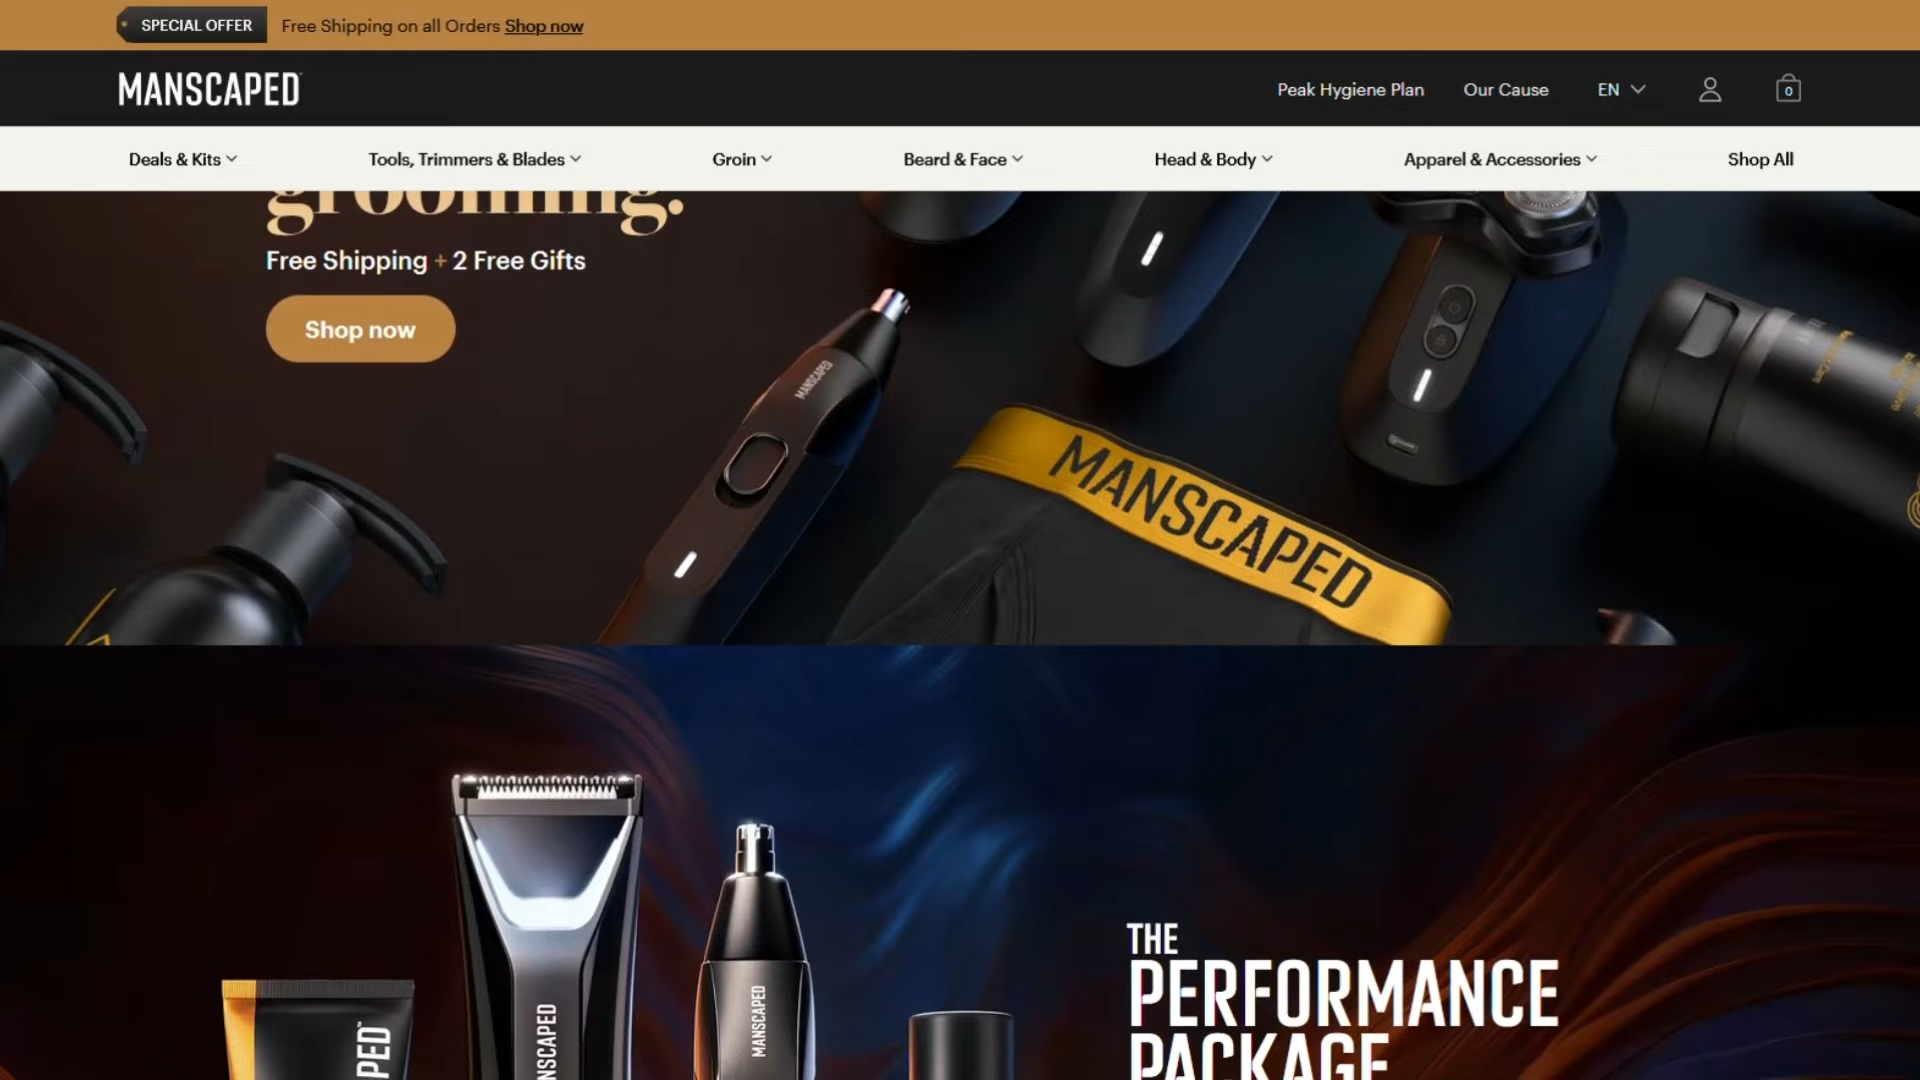 SPECIAL OFFER Free Shipping on all Orders Shop now
MANSCAPED
Peak Hygiene Plan Our Cause EN 0
Deals & Kits Tools, Trimmers & Blades Groin Beard & Face Head & Body Apparel & Accessories Shop All
grooming.
Free Shipping + 2 Free Gifts
Shop now
MANSCAPED
MANSCAPED
THE
PERFORMANCE
PACKAGE
MANSCAPED